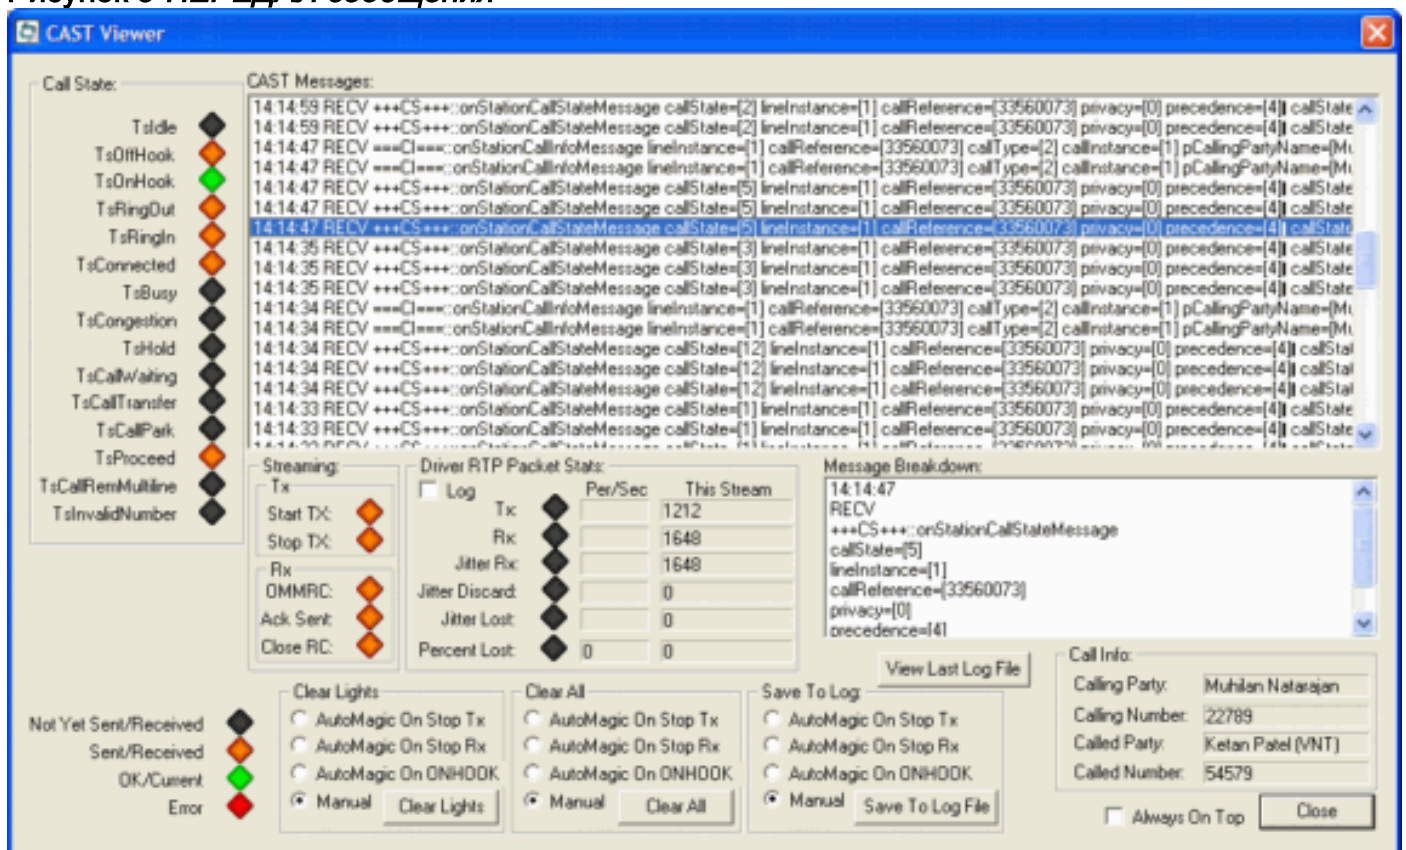 CAST Viewer
Call State:
TsIdle
TsOffHook
TsOnHook
TsRingOut
TsRingIn
TsConnected
TsBusy
TsCongestion
TsHold
TsCallWaiting
TsCallTransfer
TsCallPark
TsProceed
TsCallRemMultiline
TsInvalidNumber
CAST Messages:
14:14:59 RECV +++CS+++::onStationCallStateMessage callState=[2] lineInstance=[1] callReference=[33560073] privacy=[0] precedence=[4]| callState
14:14:59 RECV +++CS+++::onStationCallStateMessage callState=[2] lineInstance=[1] callReference=[33560073] privacy=[0] precedence=[4]| callState
14:14:47 RECV ===CI===::onStationCallInfoMessage lineInstance=[1] callReference=[33560073] callType=[2] callInstance=[1] pCallingPartyName=[Mu
14:14:47 RECV ===CI===::onStationCallInfoMessage lineInstance=[1] callReference=[33560073] callType=[2] callInstance=[1] pCallingPartyName=[Mu
14:14:47 RECV +++CS+++::onStationCallStateMessage callState=[5] lineInstance=[1] callReference=[33560073] privacy=[0] precedence=[4]| callState
14:14:47 RECV +++CS+++::onStationCallStateMessage callState=[5] lineInstance=[1] callReference=[33560073] privacy=[0] precedence=[4]| callState
14:14:47 RECV +++CS+++::onStationCallStateMessage callState=[5] lineInstance=[1] callReference=[33560073] privacy=[0] precedence=[4]| callState
14:14:35 RECV +++CS+++::onStationCallStateMessage callState=[3] lineInstance=[1] callReference=[33560073] privacy=[0] precedence=[4]| callState
14:14:35 RECV +++CS+++::onStationCallStateMessage callState=[3] lineInstance=[1] callReference=[33560073] privacy=[0] precedence=[4]| callState
14:14:35 RECV +++CS+++::onStationCallStateMessage callState=[3] lineInstance=[1] callReference=[33560073] privacy=[0] precedence=[4]| callState
14:14:34 RECV ===CI===::onStationCallInfoMessage lineInstance=[1] callReference=[33560073] callType=[2] callInstance=[1] pCallingPartyName=[Mu
14:14:34 RECV ===CI===::onStationCallInfoMessage lineInstance=[1] callReference=[33560073] callType=[2] callInstance=[1] pCallingPartyName=[Mu
14:14:34 RECV +++CS+++::onStationCallStateMessage callState=[12] lineInstance=[1] callReference=[33560073] privacy=[0] precedence=[4]| callStat
14:14:34 RECV +++CS+++::onStationCallStateMessage callState=[12] lineInstance=[1] callReference=[33560073] privacy=[0] precedence=[4]| callStat
14:14:34 RECV +++CS+++::onStationCallStateMessage callState=[12] lineInstance=[1] callReference=[33560073] privacy=[0] precedence=[4]| callStat
14:14:33 RECV +++CS+++::onStationCallStateMessage callState=[1] lineInstance=[1] callReference=[33560073] privacy=[0] precedence=[4]| callState
14:14:33 RECV +++CS+++::onStationCallStateMessage callState=[1] lineInstance=[1] callReference=[33560073] privacy=[0] precedence=[4]| callState
Streaming:
Tx
Start TX:
Stop TX:
Rx
OMMRC:
Ack Sent:
Close RC:
Driver RTP Packet Stats:
Log Per/Sec This Stream
Tx: 1212
Rx: 1648
Jitter Rx: 1648
Jitter Discard: 0
Jitter Lost: 0
Percent Lost: 0 0
Message Breakdown:
14:14:47
RECV
+++CS+++::onStationCallStateMessage
callState=[5]
lineInstance=[1]
callReference=[33560073]
privacy=[0]
precedence=[4]
View Last Log File
Call Info:
Calling Party: Muhilan Natarajan
Calling Number: 22789
Called Party: Ketan Patel (VNT)
Called Number: 54579
Not Yet Sent/Received
Sent/Received
OK/Current
Error
Clear Lights
AutoMagic On Stop Tx
AutoMagic On Stop Rx
AutoMagic On ONHOOK
Manual Clear Lights
Clear All
AutoMagic On Stop Tx
AutoMagic On Stop Rx
AutoMagic On ONHOOK
Manual Clear All
Save To Log:
AutoMagic On Stop Tx
AutoMagic On Stop Rx
AutoMagic On ONHOOK
Manual Save To Log File
Always On Top Close